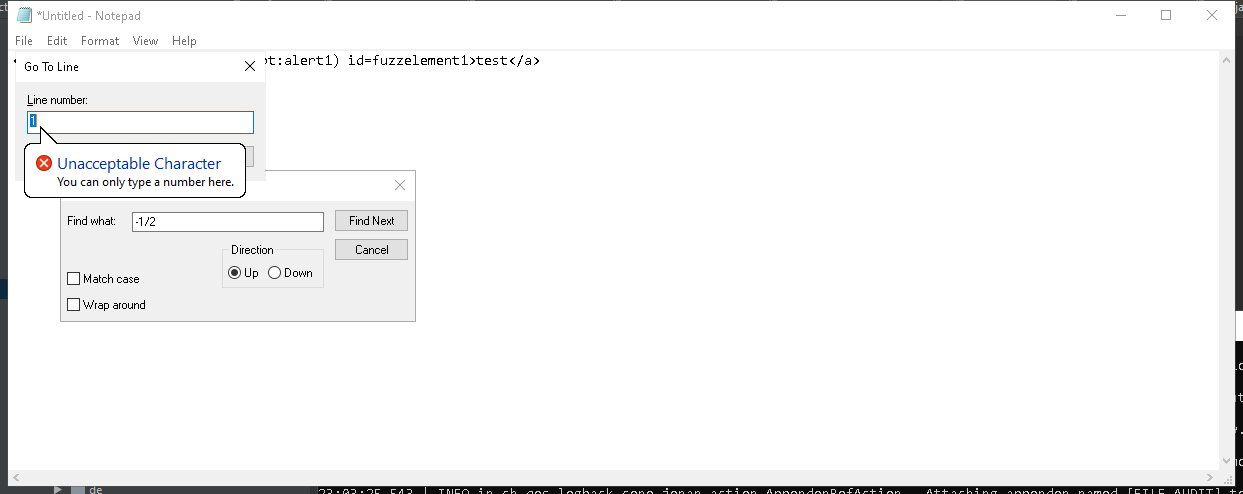 *Untitled - Notepad
File Edit Format View Help
pt:alert1) id=fuzzelement1>test</a>
Go To Line
Line number:
1
Unacceptable Character
You can only type a number here.
Find what: -1/2 Find Next
Cancel
Direction
Up Down
Match case
Wrap around
de
23:03:25,543 | INFO in ch.qos.logback.core.joran.action.AppenderRefAction - Attaching appender named [FILE_AUDIT] t